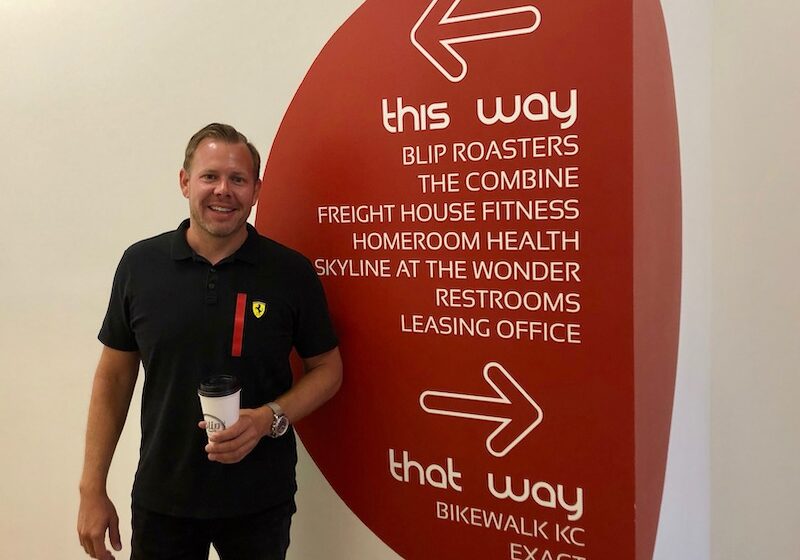 this way
BLIP ROASTERS
THE COMBINE
FREIGHT HOUSE FITNESS
HOMEROOM HEALTH
SKYLINE AT THE WONDER
RESTROOMS
LEASING OFFICE
that way
BIKEWALK KC
EXACT